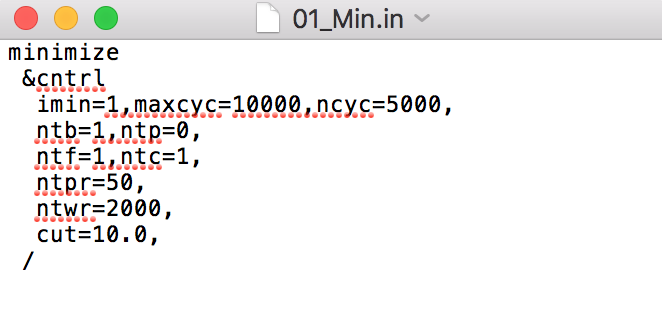 01_Min.in
minimize
&cntrl
imin=1,maxcyc=10000,ncyc=5000,
ntb=1,ntp=0,
ntf=1,ntc=1,
ntpr=50,
ntwr=2000,
cut=10.0,
/